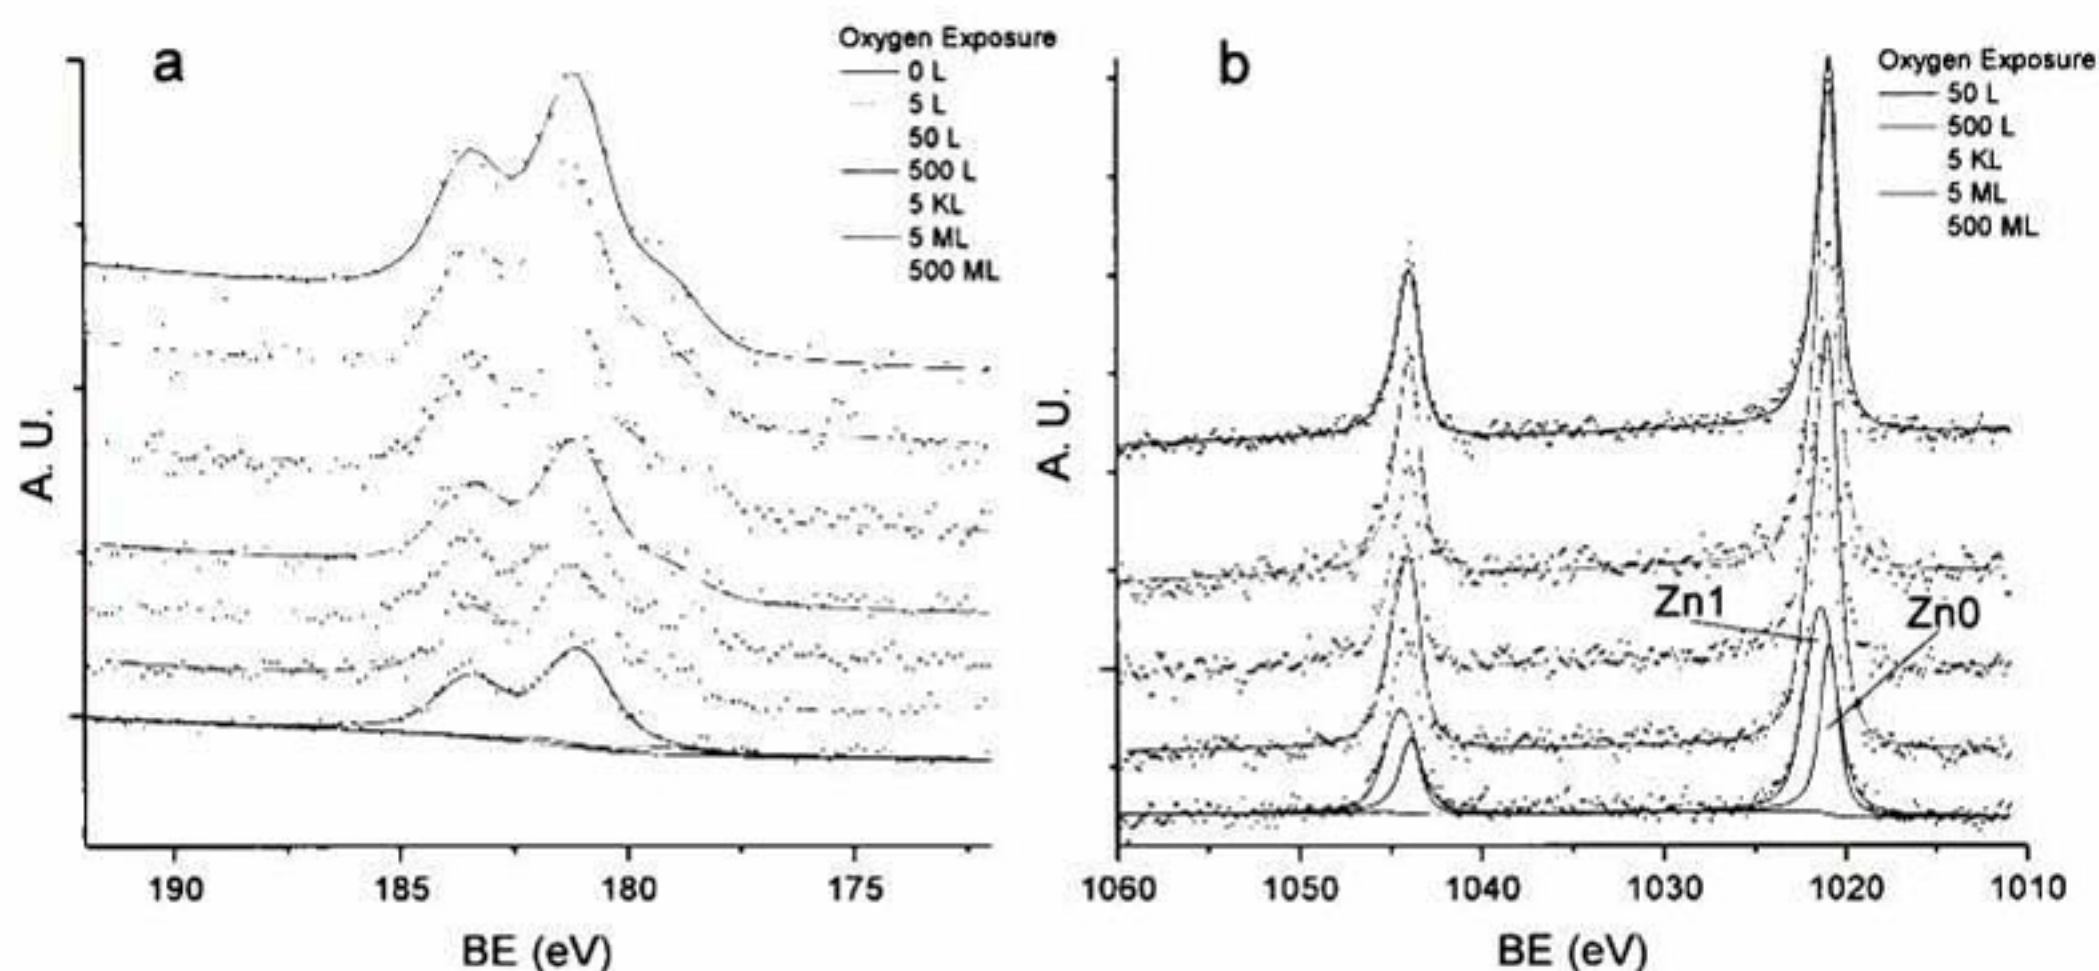 a
Oxygen Exposure
0 L
5 L
50 L
500 L
5 KL
5 ML
500 ML
A. U.
190 185 180 175
BE (eV)
b
Oxygen Exposure
50 L
500 L
5 KL
5 ML
500 ML
A. U.
Zn1
Zn0
1060 1050 1040 1030 1020 1010
BE (eV)